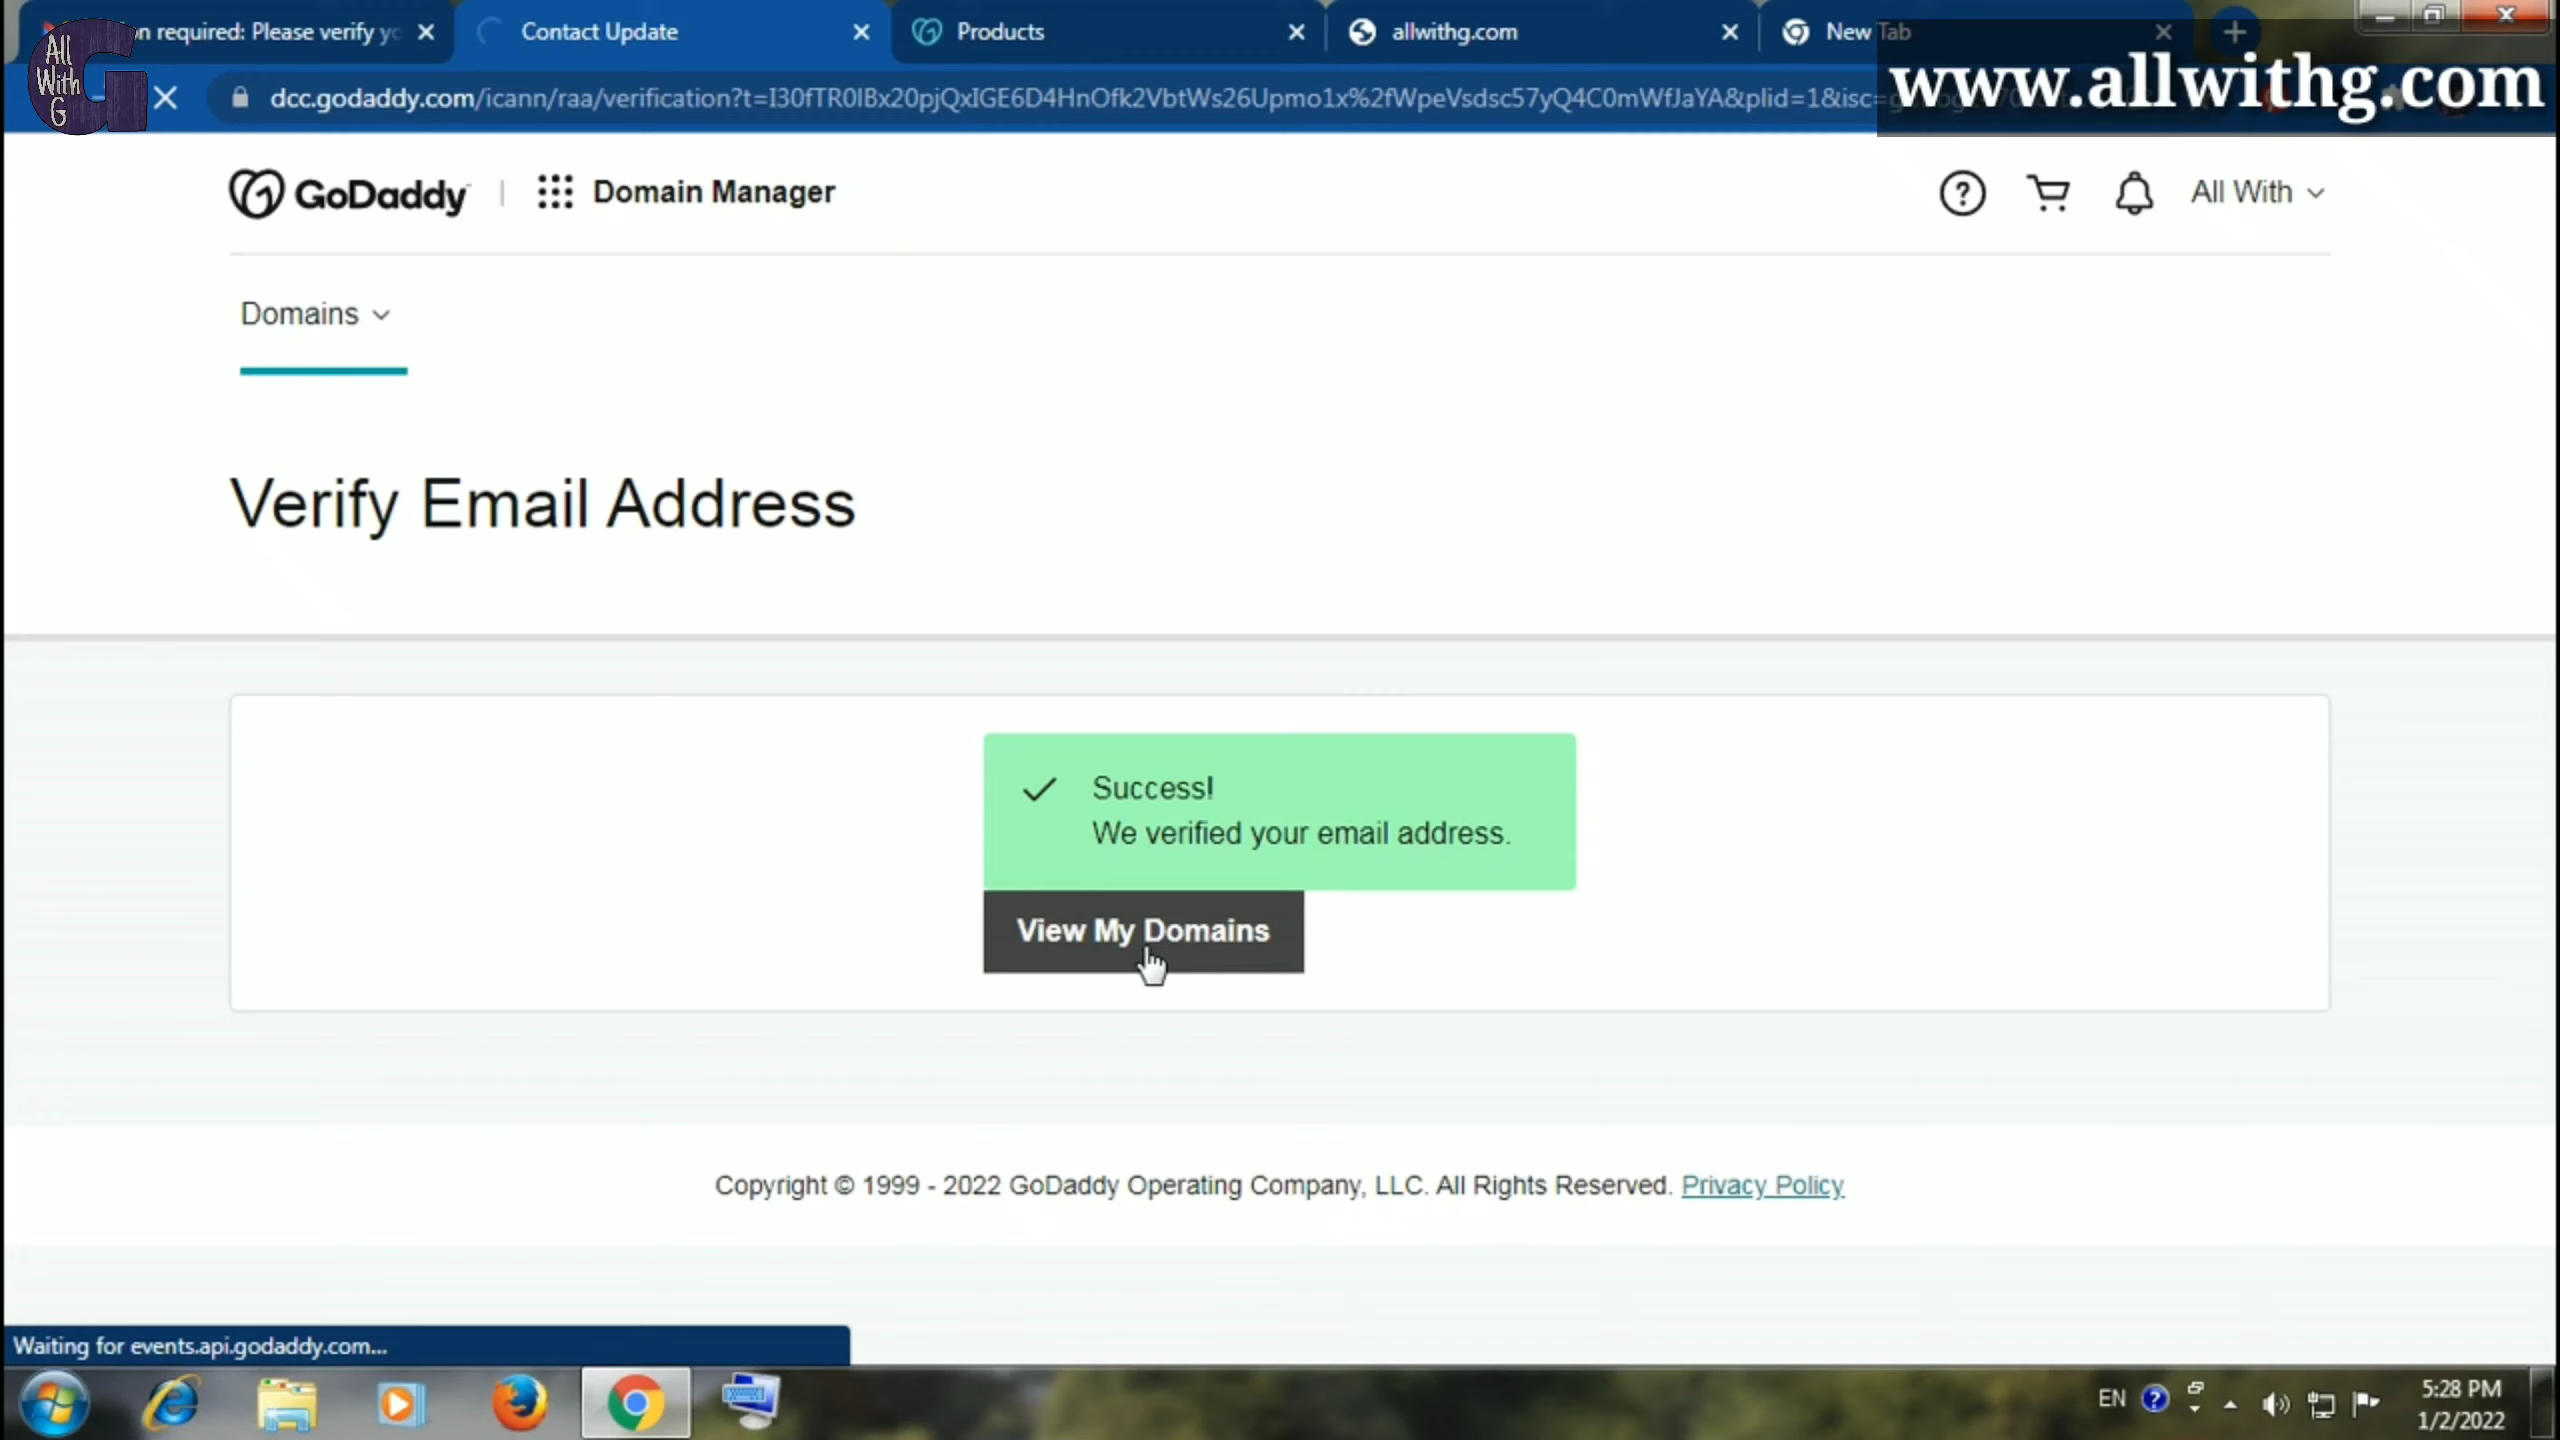 n required: Please verify yo
Contact Update
Products
allwithg.com
New Tab
www.allwithg.com
All
With
G
dcc.godaddy.com/icann/raa/verification?t=I30fTR0lBx20pjQxIGE6D4HnOfk2VbtWs26Upmo1x%2fWpeVsdsc57yQ4C0mWfJaYA&plid=1&isc=
GoDaddy
Domain Manager
All With
Domains
Verify Email Address
Success!
We verified your email address.
View My Domains
Copyright © 1999 - 2022 GoDaddy Operating Company, LLC. All Rights Reserved. Privacy Policy
Waiting for events.api.godaddy.com...
EN
5:28 PM
1/2/2022